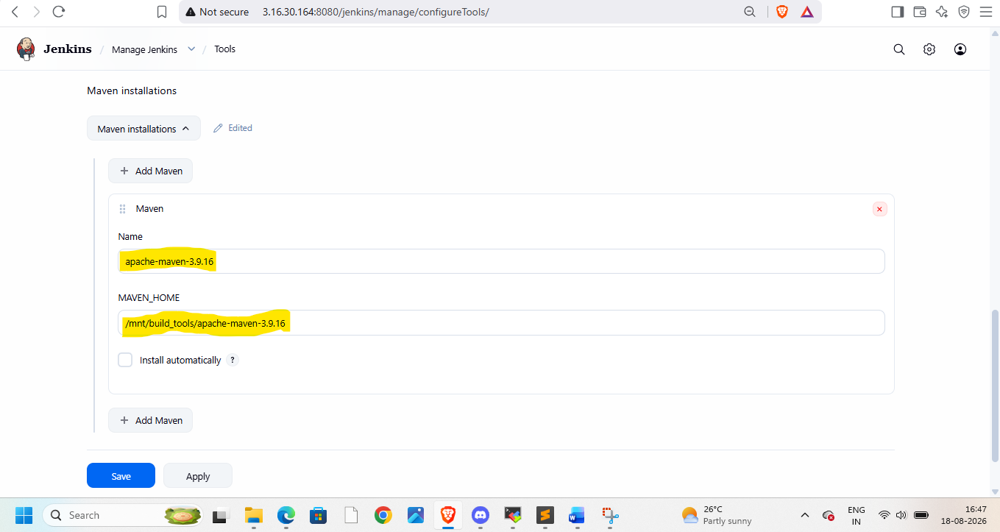 Not secure 3.16.30.164:8080/jenkins/manage/configureTools/
Jenkins / Manage Jenkins / Tools
Maven installations
Maven installations Edited
+ Add Maven
Maven
Name
apache-maven-3.9.16
MAVEN_HOME
/mnt/build_tools/apache-maven-3.9.16
Install automatically ?
+ Add Maven
Save Apply
Search
26°C
Partly sunny
ENG
IN
16:47
18-08-2026